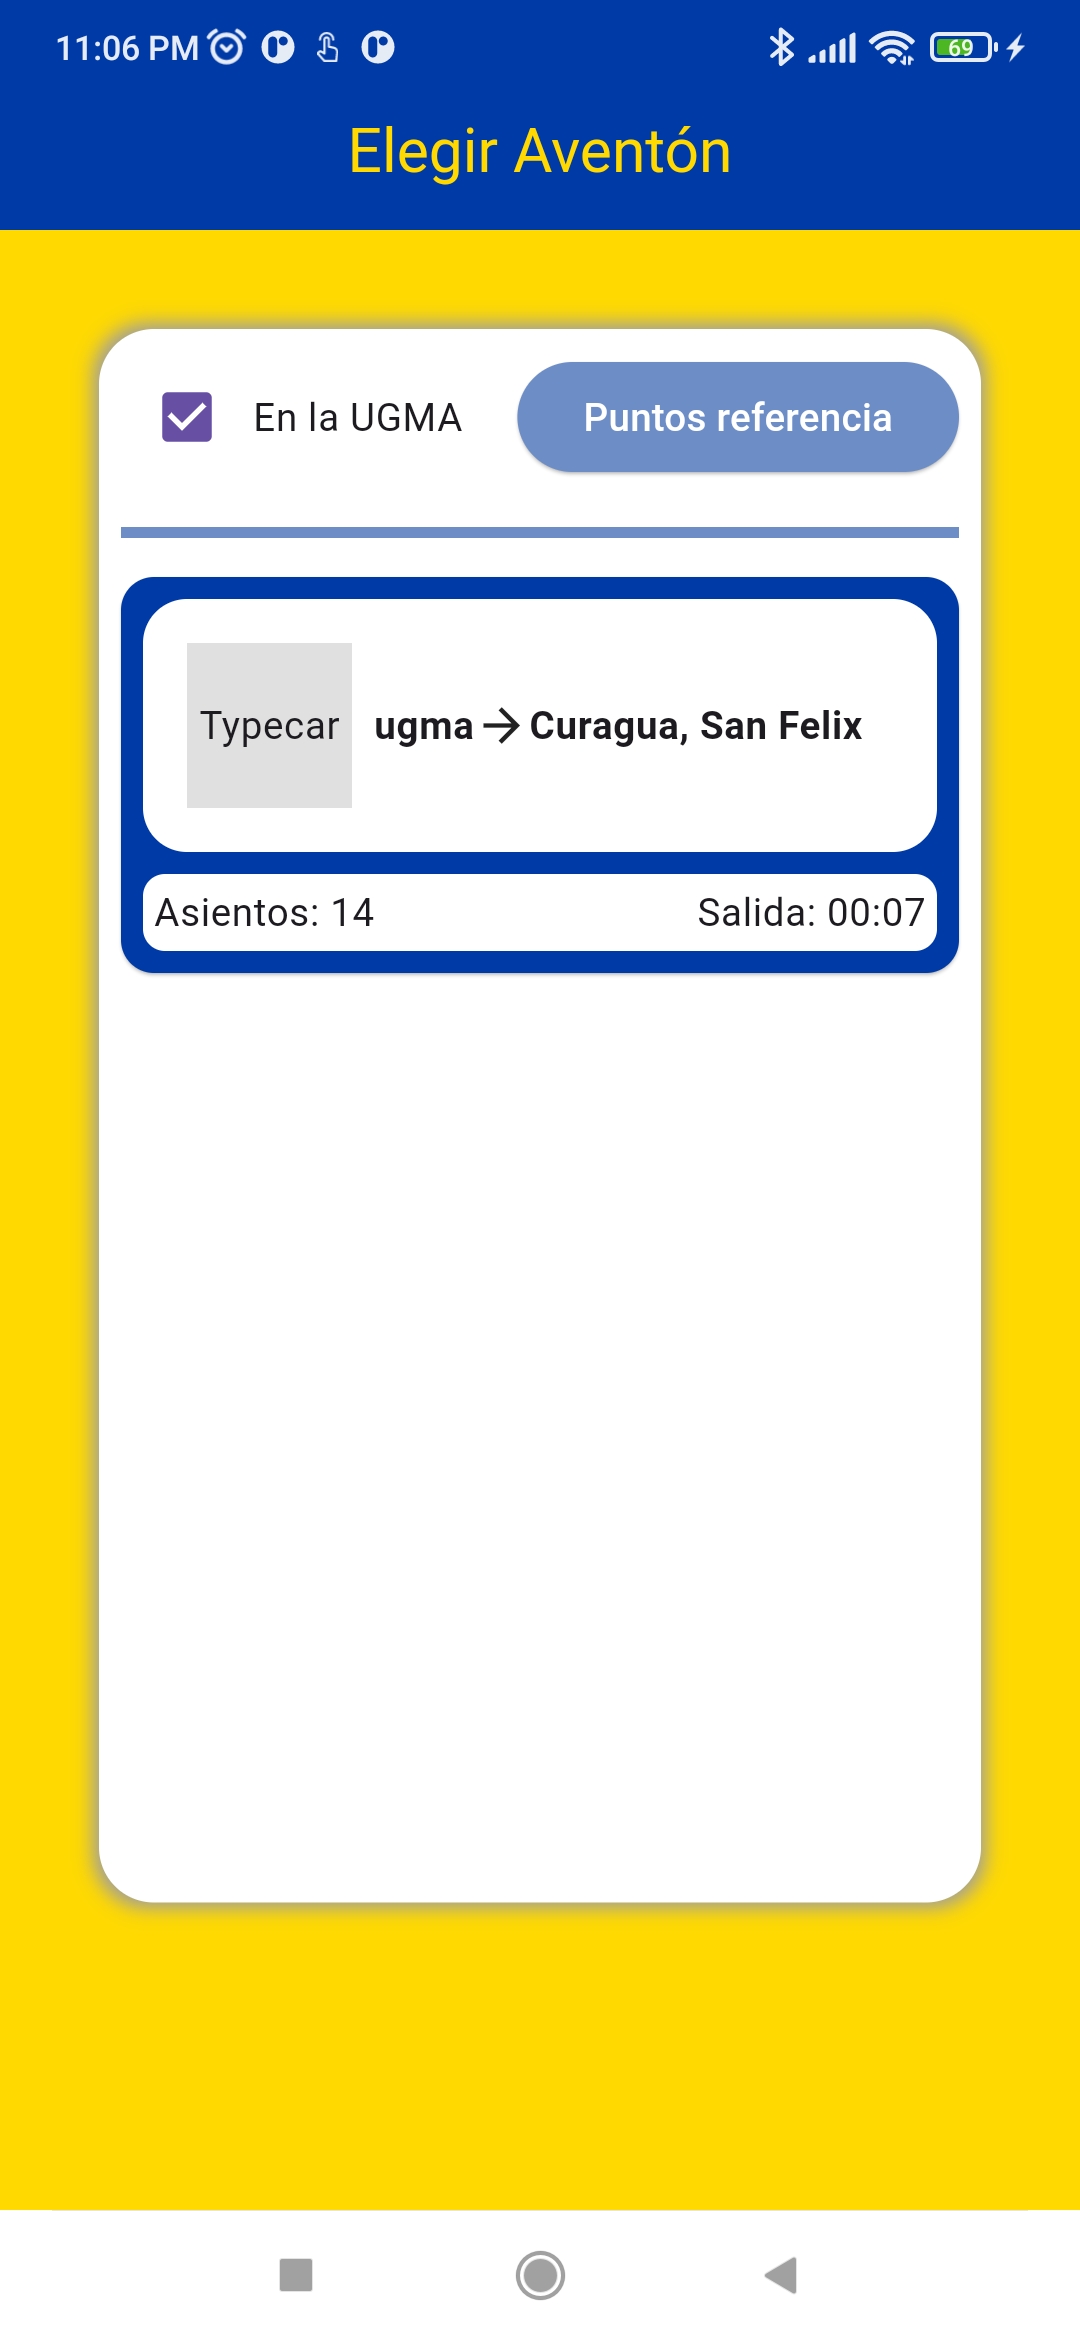 11:06 PM
69
Elegir Aventón
En la UGMA
Puntos referencia
Typecar
ugma → Curagua, San Felix
Asientos: 14
Salida: 00:07